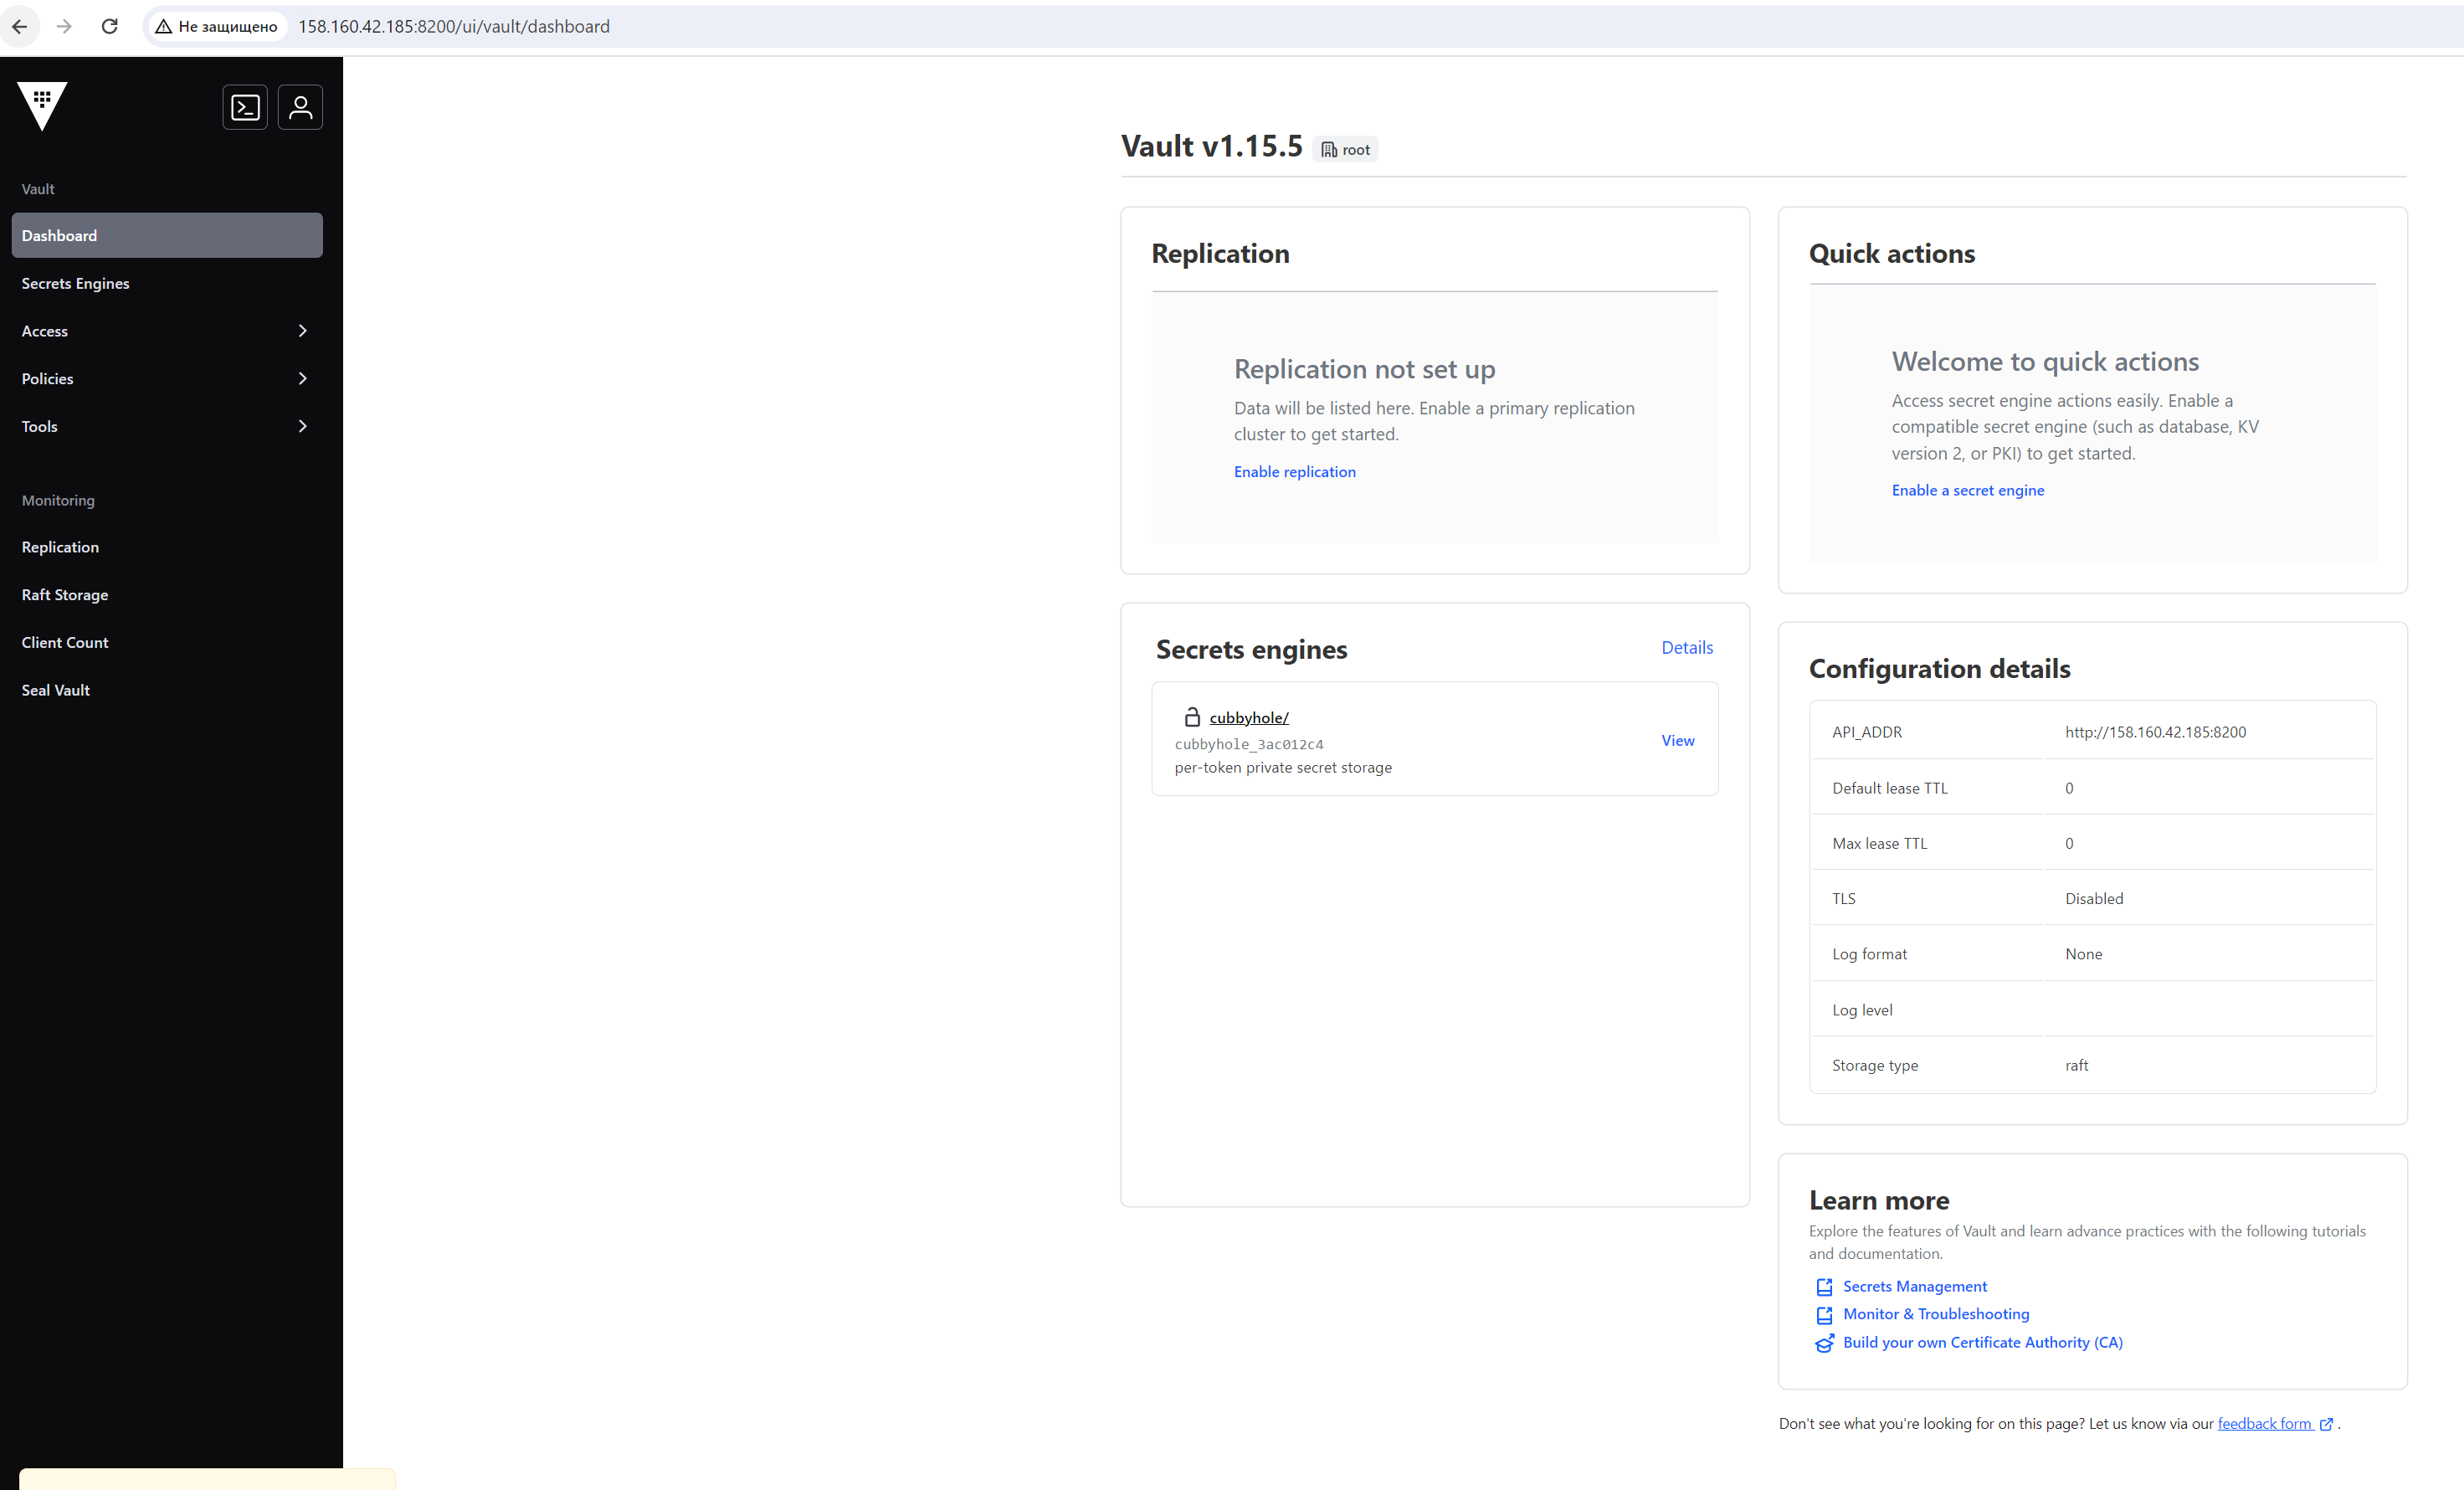 Не защищено
158.160.42.185:8200/ui/vault/dashboard
Vault
Dashboard
Secrets Engines
Access
Policies
Tools
Monitoring
Replication
Raft Storage
Client Count
Seal Vault
Vault v1.15.5
root
Replication
Replication not set up
Data will be listed here. Enable a primary replication
cluster to get started.
Enable replication
Secrets engines
Details
cubbyhole/
cubbyhole_3ac012c4
per-token private secret storage
View
Quick actions
Welcome to quick actions
Access secret engine actions easily. Enable a
compatible secret engine (such as database, KV
version 2, or PKI) to get started.
Enable a secret engine
Configuration details
API_ADDR http://158.160.42.185:8200
Default lease TTL 0
Max lease TTL 0
TLS Disabled
Log format None
Log level
Storage type raft
Learn more
Explore the features of Vault and learn advance practices with the following tutorials
and documentation.
Secrets Management
Monitor & Troubleshooting
Build your own Certificate Authority (CA)
Don't see what you're looking for on this page? Let us know via our feedback form .